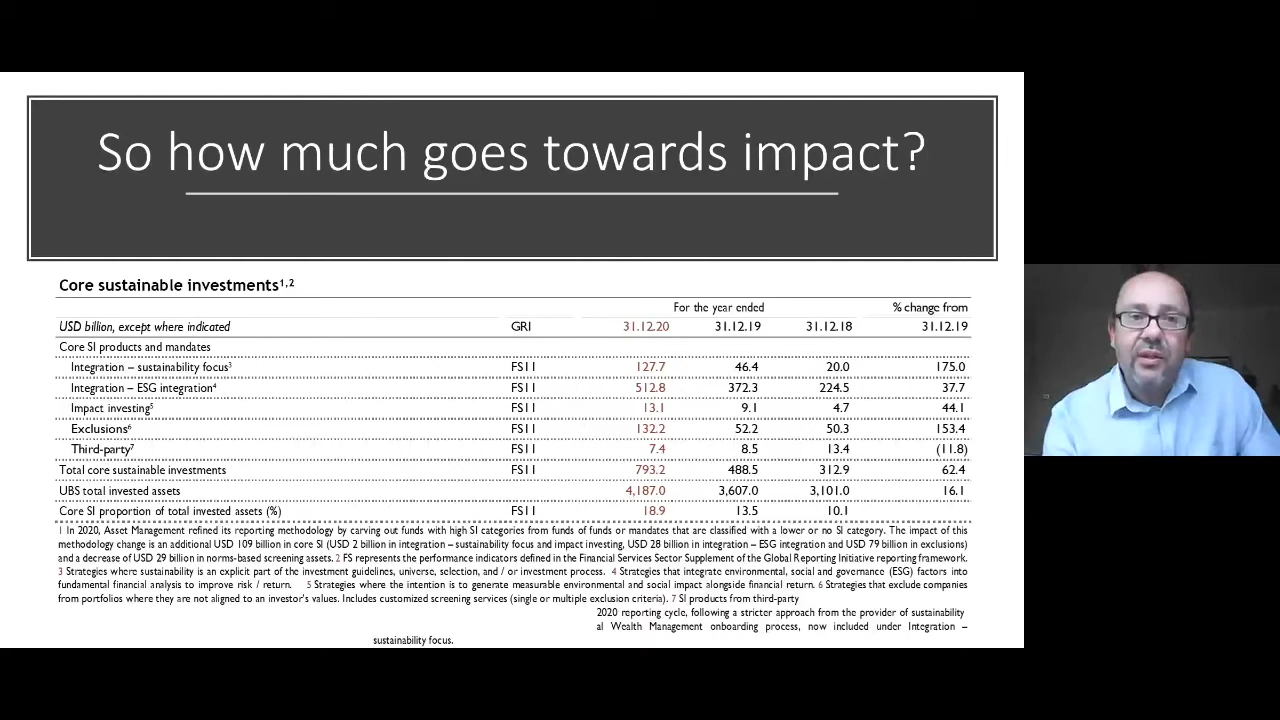 So how much goes towards impact?
Core sustainable investments1,2
For the year ended % change from
USD billion, except where indicated GRI 31.12.20 31.12.19 31.12.18 31.12.19
Core SI products and mandates
Integration – sustainability focus3 FS11 127.7 46.4 20.0 175.0
Integration – ESG integration4 FS11 512.8 372.3 224.5 37.7
Impact investing5 FS11 13.1 9.1 4.7 44.1
Exclusions6 FS11 132.2 52.2 50.3 153.4
Third-party7 FS11 7.4 8.5 13.4 (11.8)
Total core sustainable investments FS11 793.2 488.5 312.9 62.4
UBS total invested assets 4,187.0 3,607.0 3,101.0 16.1
Core SI proportion of total invested assets (%) FS11 18.9 13.5 10.1
1 In 2020, Asset Management refined its reporting methodology by carving out funds with high SI categories from funds of funds or mandates that are classified with a lower or no SI category. The impact of this
methodology change is an additional USD 109 billion in core SI (USD 2 billion in integration – sustainability focus and impact investing, USD 28 billion in integration – ESG integration and USD 79 billion in exclusions)
and a decrease of USD 29 billion in norms-based screening assets. 2 FS represents the performance indicators defined in the Financial Services Sector Supplement of the Global Reporting Initiative reporting framework.
3 Strategies where sustainability is an explicit part of the investment guidelines, universe, selection, and / or investment process. 4 Strategies that integrate environmental, social and governance (ESG) factors into
fundamental financial analysis to improve risk / return. 5 Strategies where the intention is to generate measurable environmental and social impact alongside financial return. 6 Strategies that exclude companies
from portfolios where they are not aligned to an investor's values. Includes customized screening services (single or multiple exclusion criteria). 7 SI products from third-party
2020 reporting cycle, following a stricter approach from the provider of sustainability
al Wealth Management onboarding process, now included under Integration –
sustainability focus.